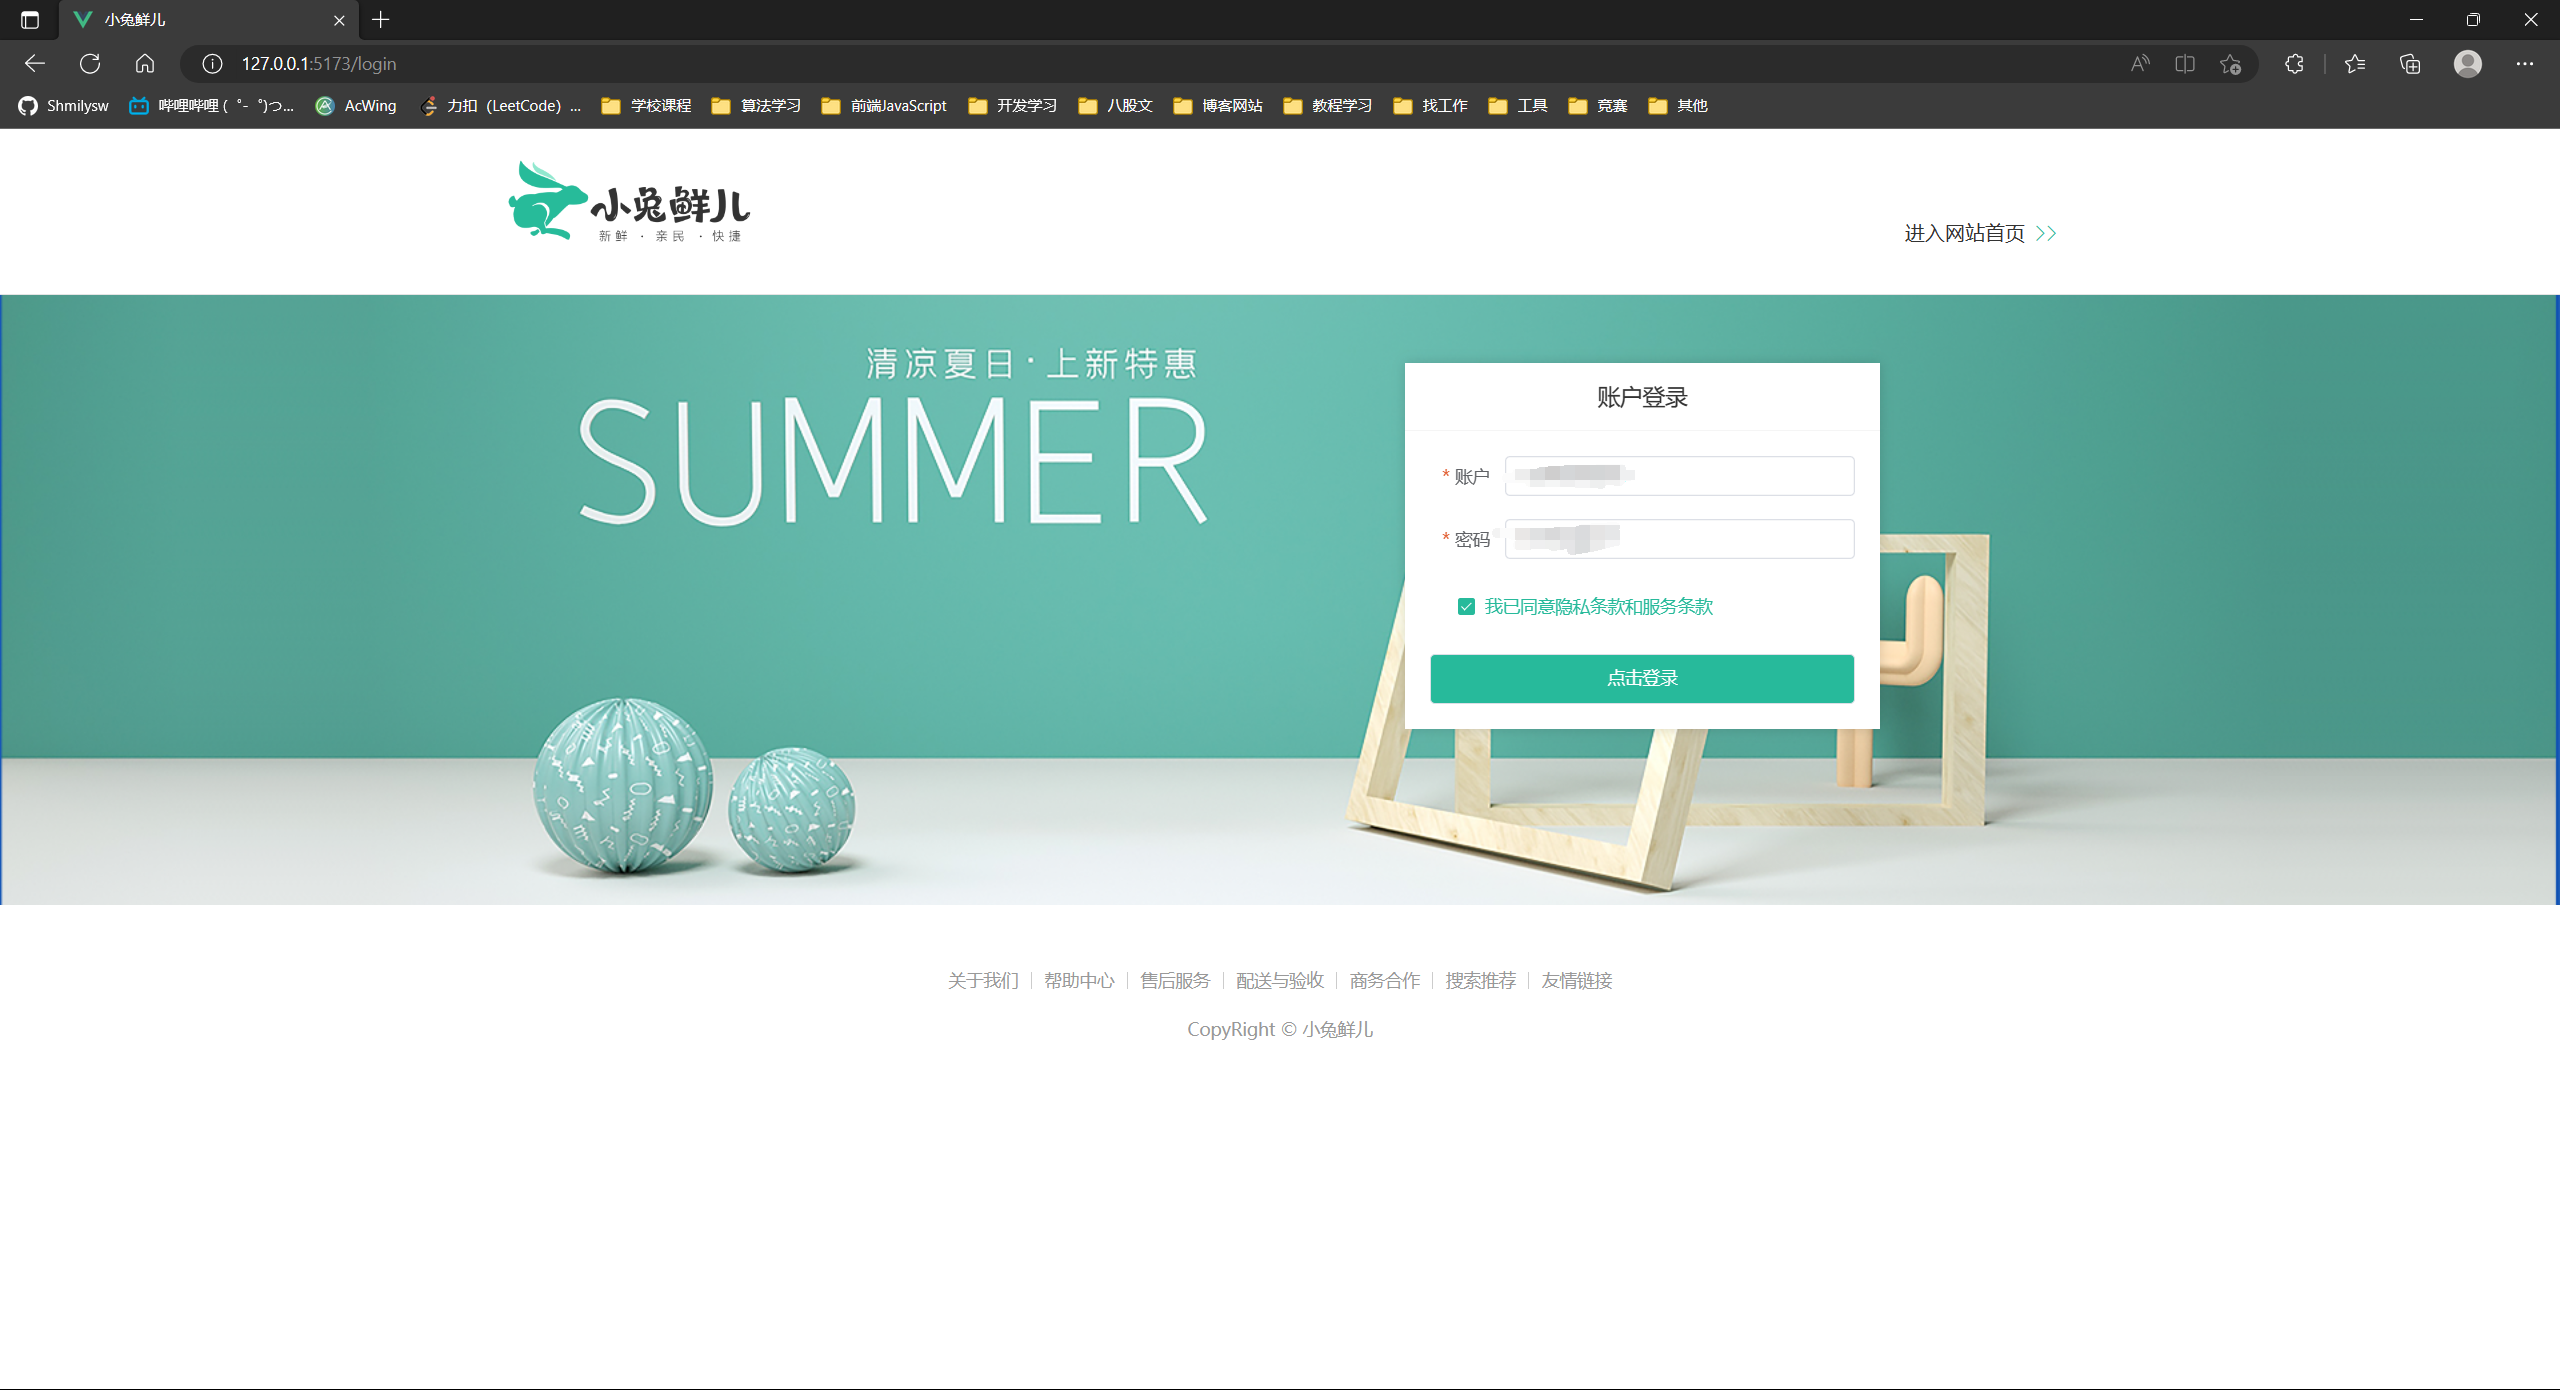 小兔鲜儿
127.0.0.1:5173/login
Shmilysw 哔哩哔哩 (゜-゜)つ... AcWing 力扣（LeetCode）... 学校课程 算法学习 前端JavaScript 开发学习 八股文 博客网站 教程学习 找工作 工具 竞赛 其他
小兔鲜儿
新鲜 · 亲民 · 快捷
进入网站首页 >>
清凉夏日·上新特惠
SUMMER
账户登录
* 账户
* 密码
我已同意隐私条款和服务条款
点击登录
关于我们 | 帮助中心 | 售后服务 | 配送与验收 | 商务合作 | 搜索推荐 | 友情链接
CopyRight © 小兔鲜儿